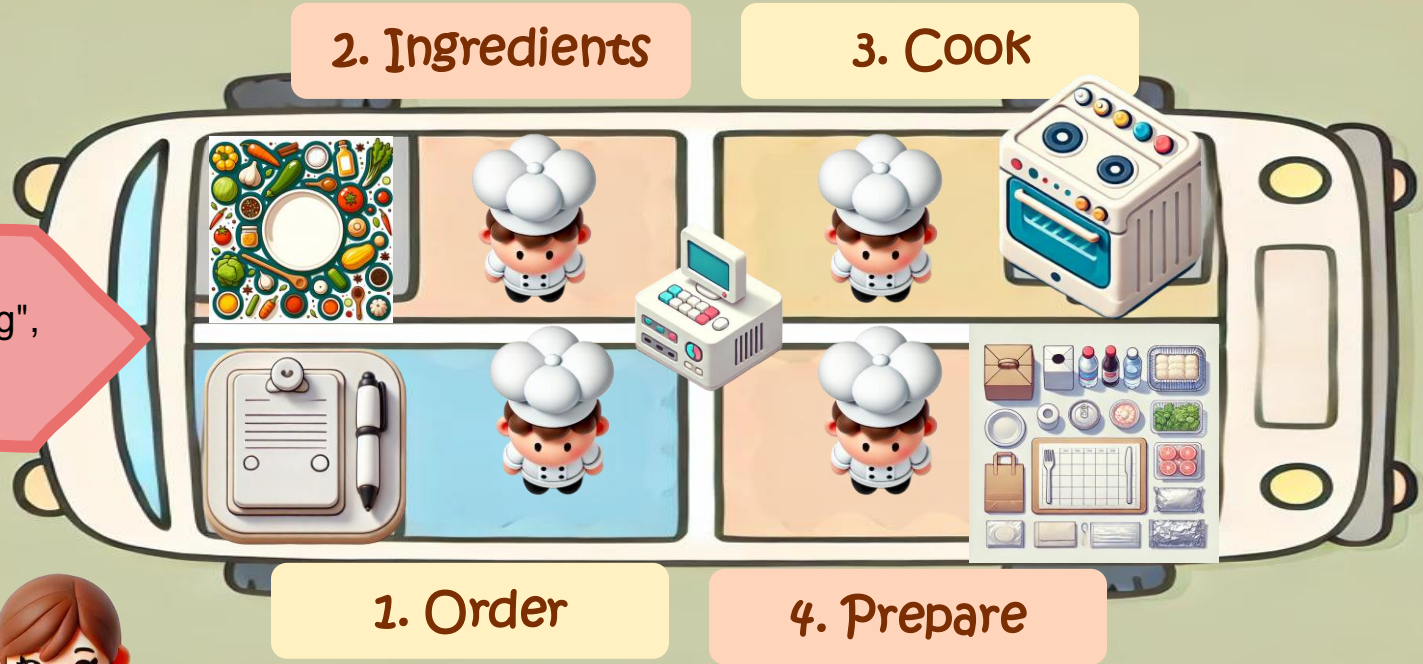 2. Ingredients
3. Cook
g",
1. Order
4. Prepare